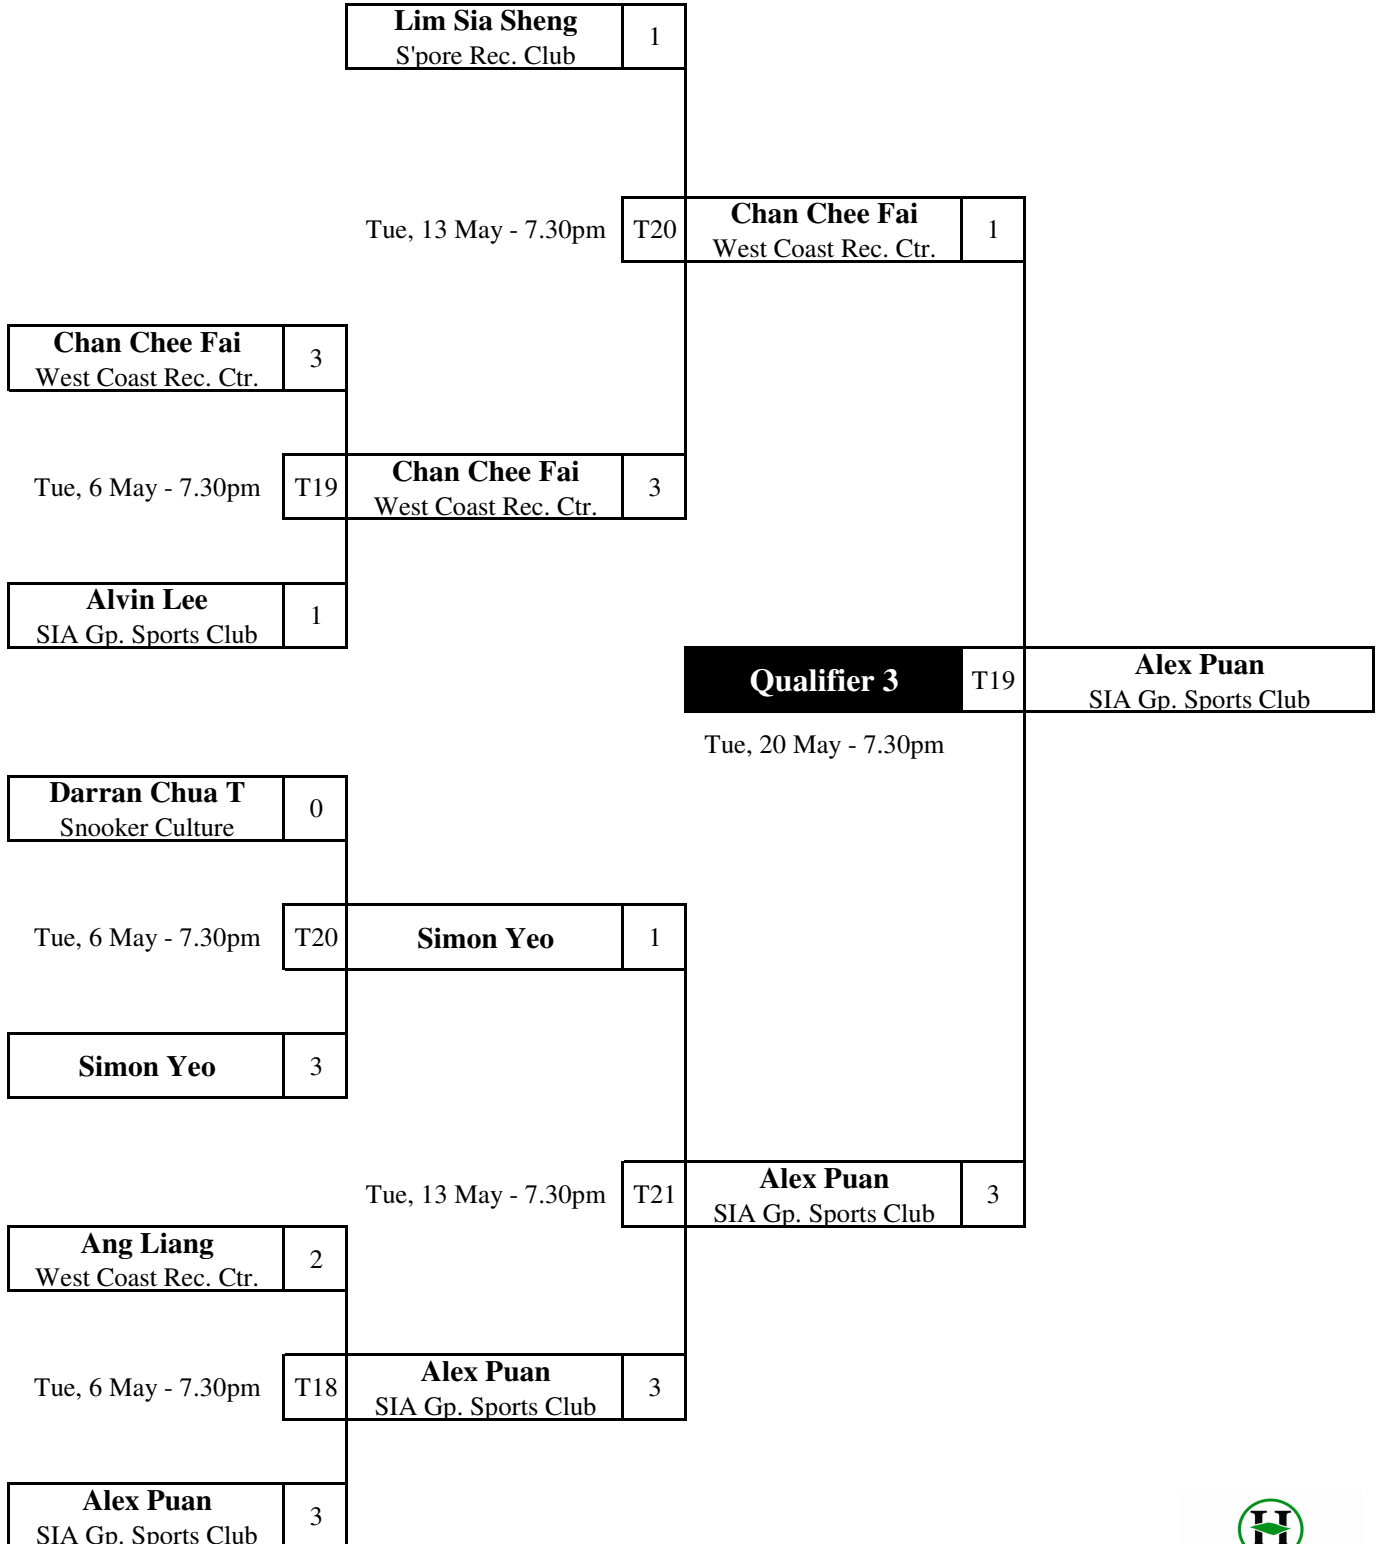 Lim Sia Sheng
S'pore Rec. Club
1
Tue, 13 May - 7.30pm
T20
Chan Chee Fai
West Coast Rec. Ctr.
1
Chan Chee Fai
West Coast Rec. Ctr.
3
Tue, 6 May - 7.30pm
T19
Chan Chee Fai
West Coast Rec. Ctr.
3
Alvin Lee
SIA Gp. Sports Club
1
Qualifier 3
T19
Alex Puan
SIA Gp. Sports Club
Tue, 20 May - 7.30pm
Darran Chua T
Snooker Culture
0
Tue, 6 May - 7.30pm
T20
Simon Yeo
1
Simon Yeo
3
Tue, 13 May - 7.30pm
T21
Alex Puan
SIA Gp. Sports Club
3
Ang Liang
West Coast Rec. Ctr.
2
Tue, 6 May - 7.30pm
T18
Alex Puan
SIA Gp. Sports Club
3
Alex Puan
SIA Gp. Sports Club
3
H